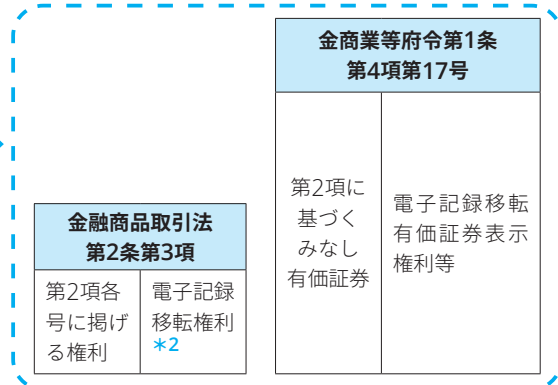 金商業等府令第1条
第4項第17号
第2項に
基づく
みなし
有価証券
電子記録移転
有価証券表示
権利等
金融商品取引法
第2条第3項
第2項各
号に掲げ
る権利
電子記録
移転権利
＊2